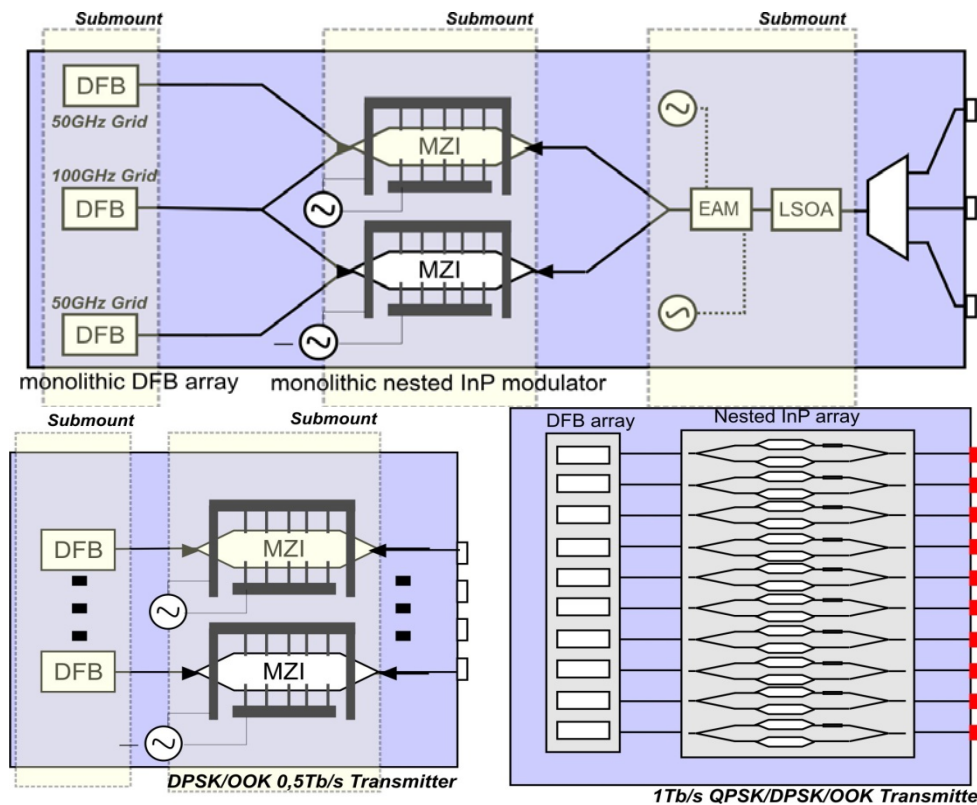 Submount Submount Submount
DFB
50GHz Grid
MZI
100GHz Grid
DFB
EAM LSOA
MZI
50GHz Grid
DFB
monolithic DFB array monolithic nested InP modulator
Submount Submount
DFB MZI
DFB MZI
DPSK/OOK 0,5Tb/s Transmitter
DFB array Nested InP array
1Tb/s QPSK/DPSK/OOK Transmitte